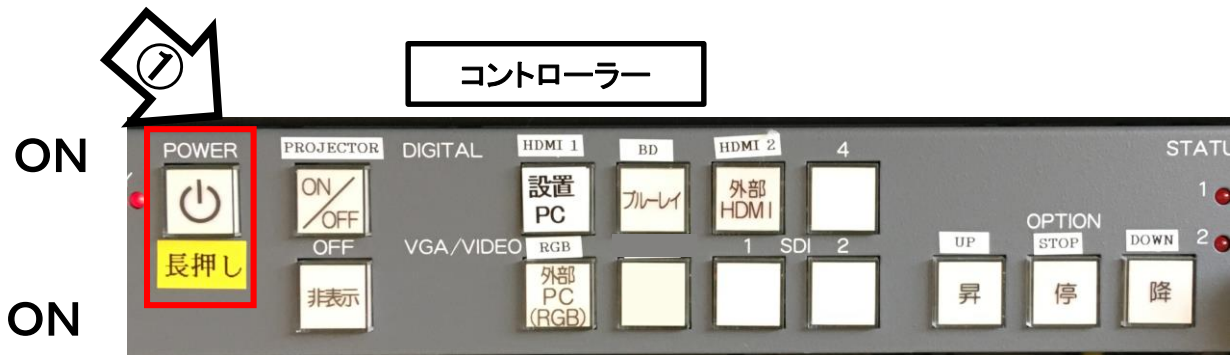 ①
コントローラー
ON
POWER
PROJECTOR
DIGITAL
HDMI 1
BD
HDMI 2
4
ON/OFF
設置
PC
ブルーレイ
外部
HDMI
1
長押し
OFF
VGA/VIDEO
RGB
1 SDI 2
OPTION
UP
STOP
DOWN
2
ON
非表示
外部
PC
(RGB)
昇
停
降